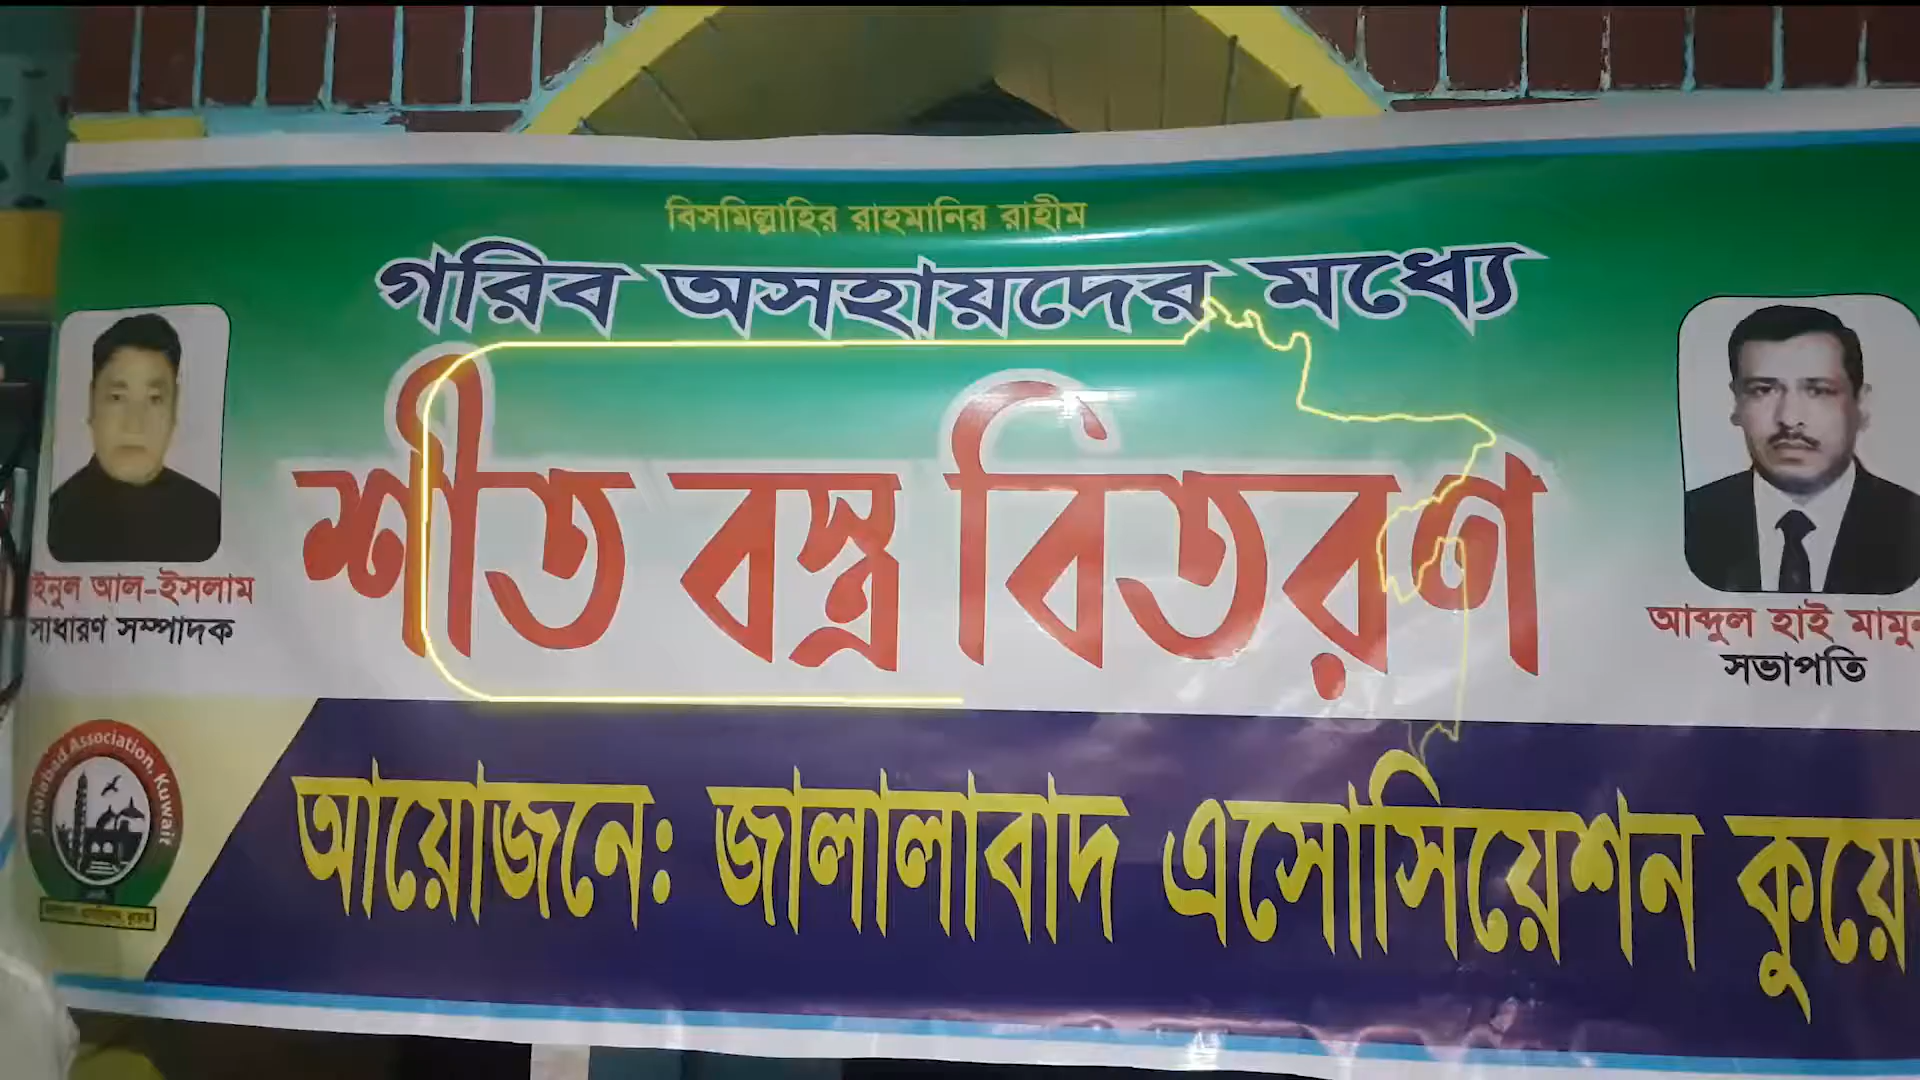 বিসমিল্লাহির রাহমানির রাহীম
গরিব অসহায়দের মধ্যে
শীত বস্ত্র বিতরণ
ইনুল আল-ইসলাম
সাধারণ সম্পাদক
আব্দুল হাই মামুন
সভাপতি
Jalalabad Association, Kuwait
আয়োজনে: জালালাবাদ এসোসিয়েশন কুয়ে